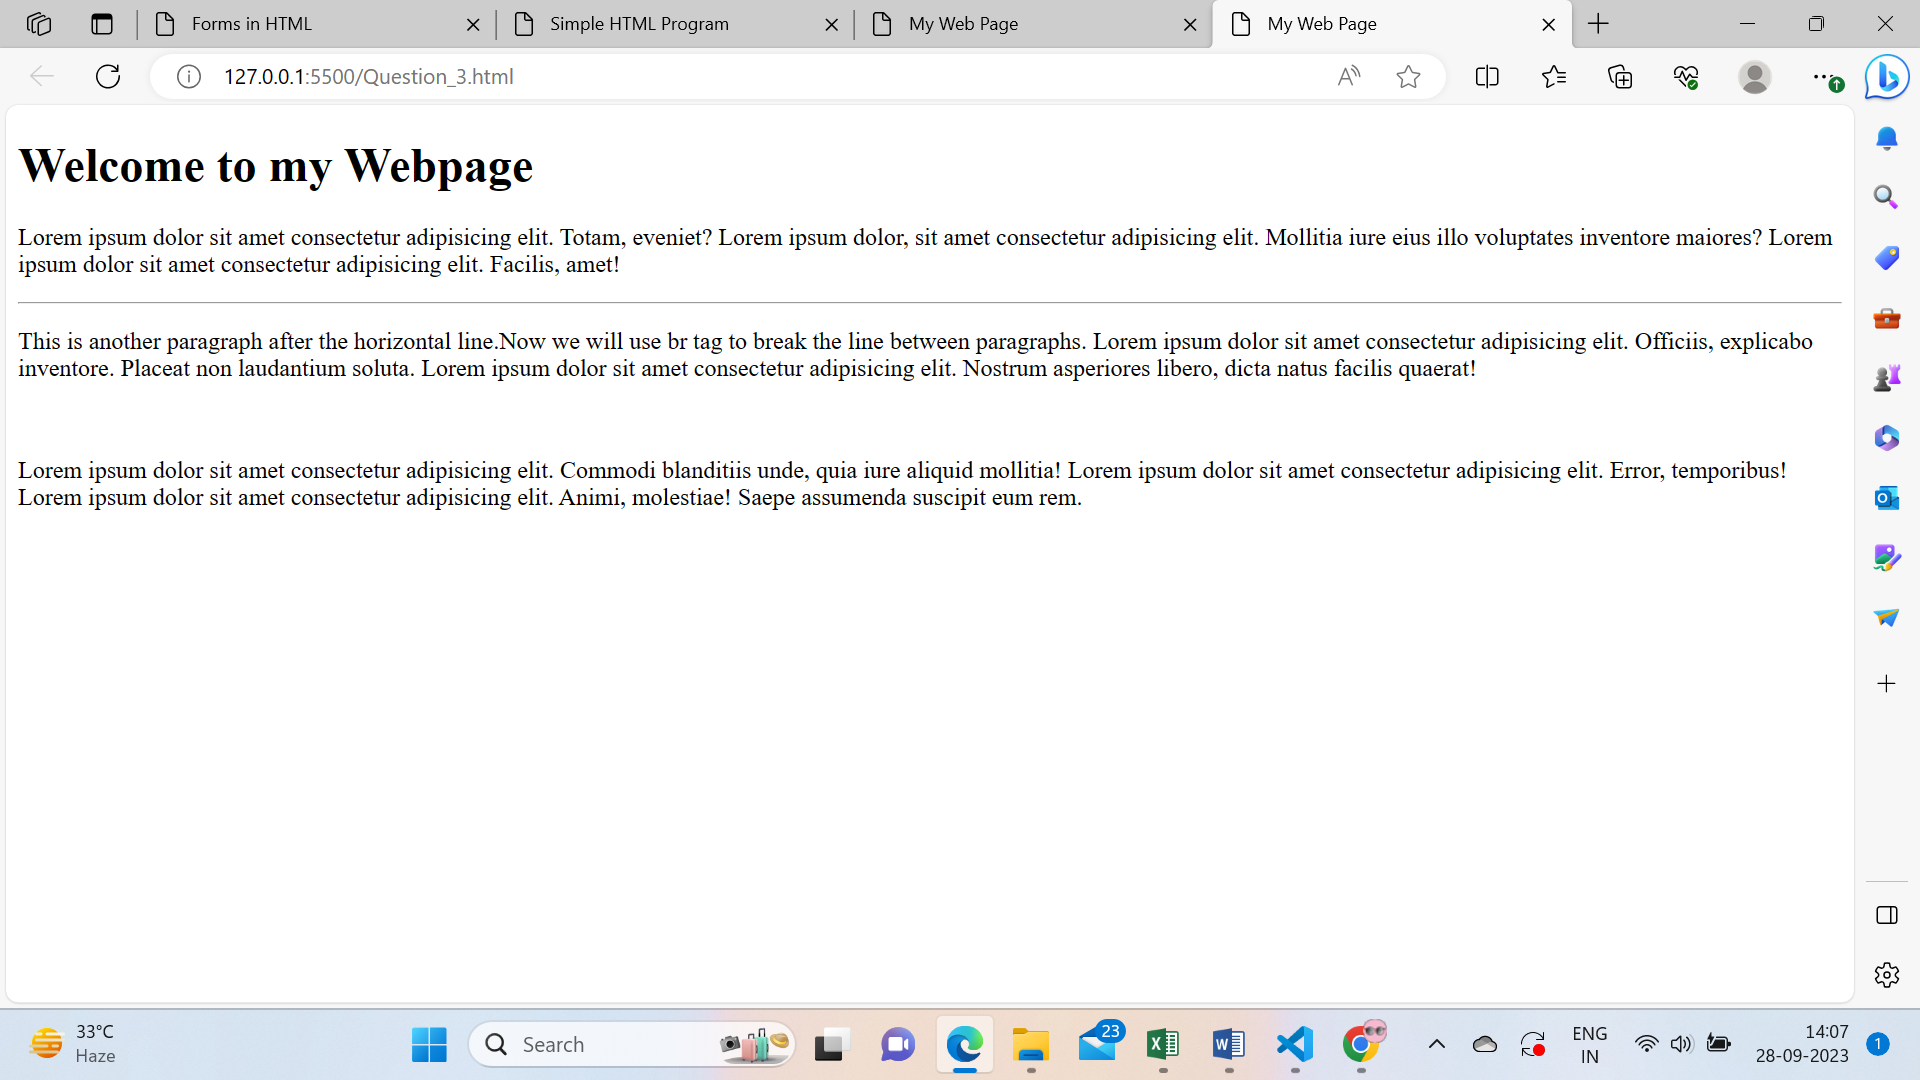 Forms in HTML
Simple HTML Program
My Web Page
My Web Page
127.0.0.1:5500/Question_3.html
Welcome to my Webpage
Lorem ipsum dolor sit amet consectetur adipisicing elit. Totam, eveniet? Lorem ipsum dolor, sit amet consectetur adipisicing elit. Mollitia iure eius illo voluptates inventore maiores? Lorem
ipsum dolor sit amet consectetur adipisicing elit. Facilis, amet!
This is another paragraph after the horizontal line.Now we will use br tag to break the line between paragraphs. Lorem ipsum dolor sit amet consectetur adipisicing elit. Officiis, explicabo
inventore. Placeat non laudantium soluta. Lorem ipsum dolor sit amet consectetur adipisicing elit. Nostrum asperiores libero, dicta natus facilis quaerat!
Lorem ipsum dolor sit amet consectetur adipisicing elit. Commodi blanditiis unde, quia iure aliquid mollitia! Lorem ipsum dolor sit amet consectetur adipisicing elit. Error, temporibus!
Lorem ipsum dolor sit amet consectetur adipisicing elit. Animi, molestiae! Saepe assumenda suscipit eum rem.
33°C
Haze
Search
23
ENG
IN
14:07
28-09-2023
1